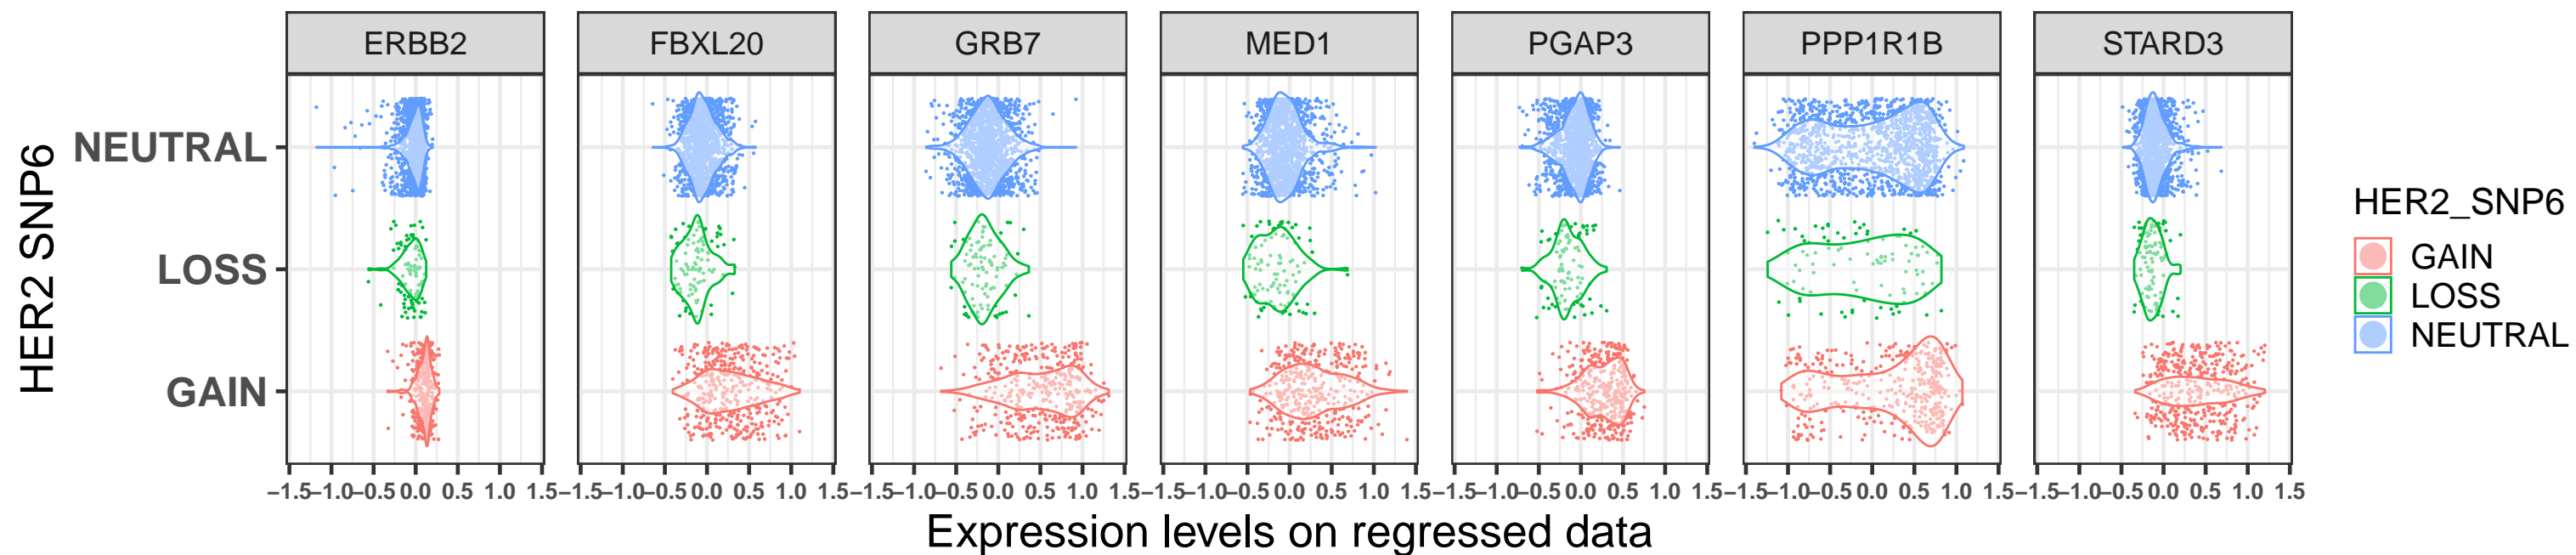 ERBB2 FBXL20 GRB7 MED1 PGAP3 PPP1R1B STARD3
HER2 SNP6
NEUTRAL
LOSS
GAIN
−1.5 −1.0 −0.5 0.0 0.5 1.0 1.5 −1.5 −1.0 −0.5 0.0 0.5 1.0 1.5 −1.5 −1.0 −0.5 0.0 0.5 1.0 1.5 −1.5 −1.0 −0.5 0.0 0.5 1.0 1.5 −1.5 −1.0 −0.5 0.0 0.5 1.0 1.5 −1.5 −1.0 −0.5 0.0 0.5 1.0 1.5 −1.5 −1.0 −0.5 0.0 0.5 1.0 1.5
Expression levels on regressed data
HER2_SNP6
GAIN
LOSS
NEUTRAL